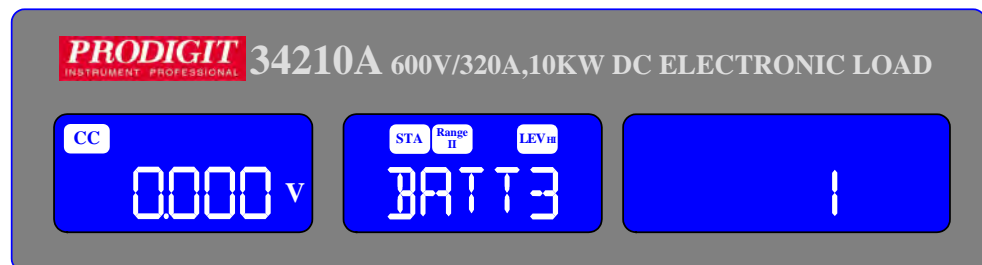 PRODIGIT
INSTRUMENT PROFESSIONAL
34210A 600V/320A,10KW DC ELECTRONIC LOAD
CC
0.000 V
STA Range II LEV HI
BATT3
1